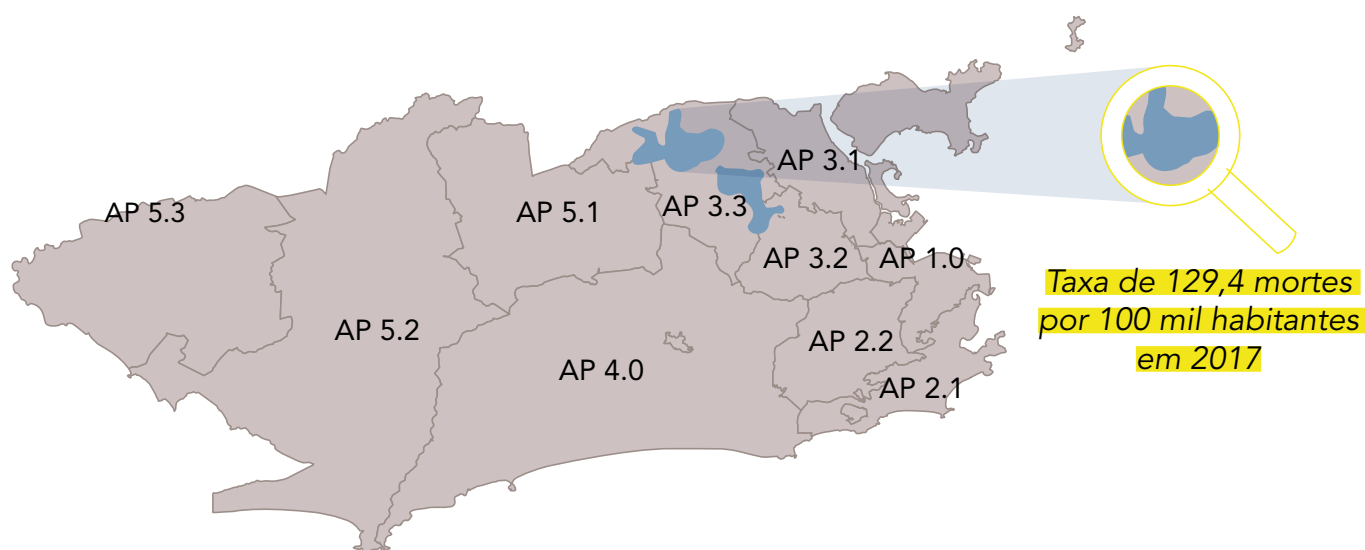 AP 3.1
AP 5.3
AP 5.1
AP 3.3
AP 3.2
AP 1.0
AP 5.2
AP 2.2
AP 4.0
AP 2.1
Taxa de 129,4 mortes
por 100 mil habitantes
em 2017